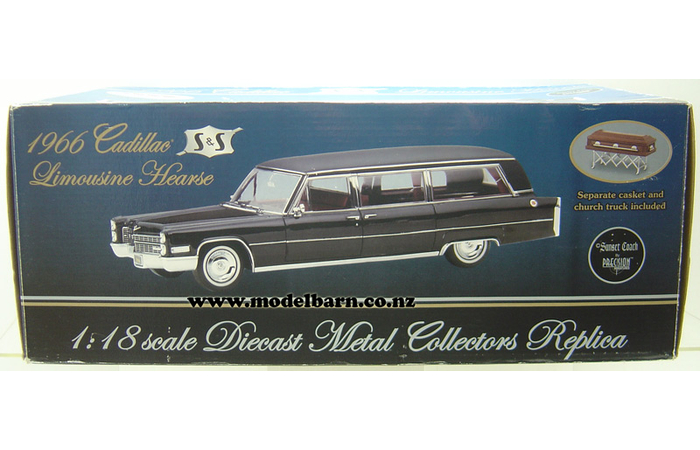 1966 Cadillac
S&S
Limousine Hearse
Separate casket and
church truck included
Sunset Coach
by
PRECISION
www.modelbarn.co.nz
1:18 scale Diecast Metal Collectors Replica